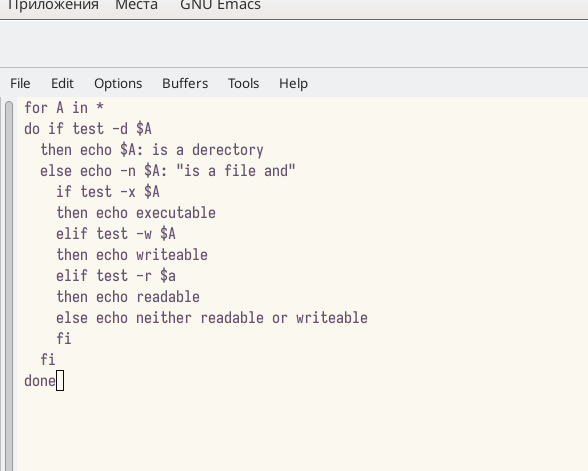 Приложения Места GNU Emacs
File Edit Options Buffers Tools Help
for A in *
do if test -d $A
then echo $A: is a derectory
else echo -n $A: "is a file and"
if test -x $A
then echo executable
elif test -w $A
then echo writeable
elif test -r $a
then echo readable
else echo neither readable or writeable
fi
fi
done